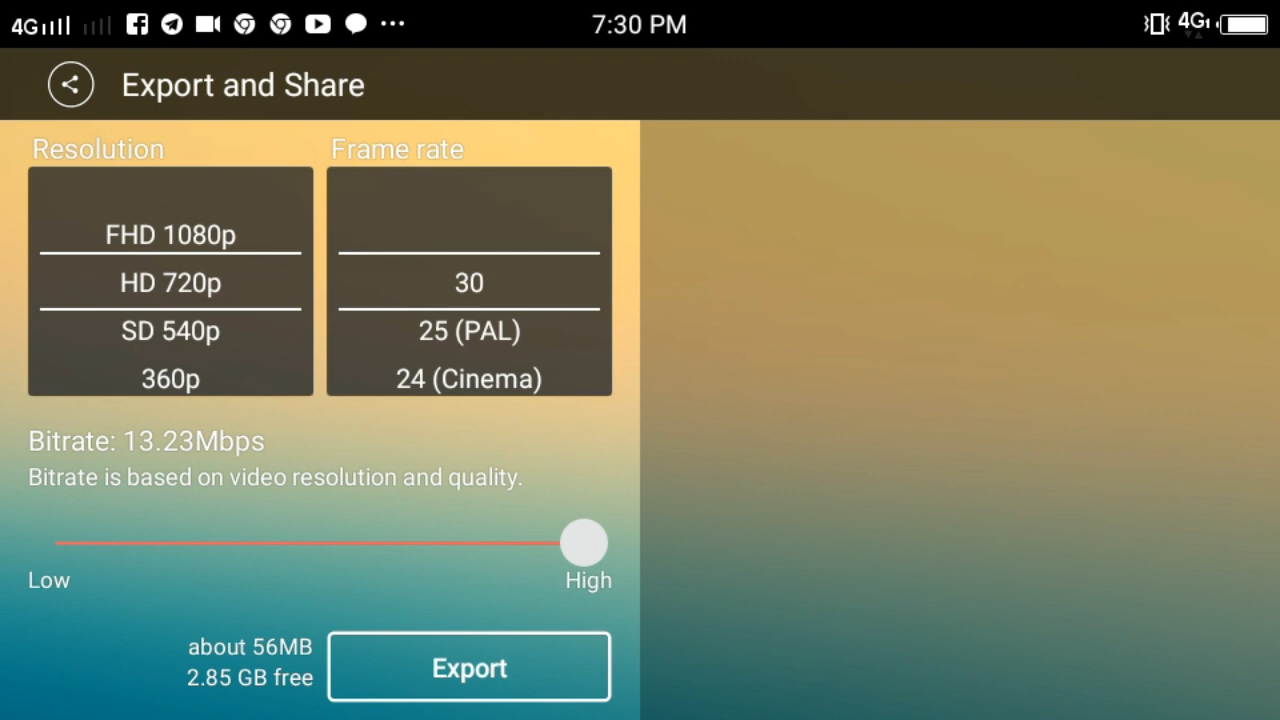 4G 7:30 PM 4G
Export and Share
Resolution Frame rate
FHD 1080p
HD 720p 30
SD 540p 25 (PAL)
360p 24 (Cinema)
Bitrate: 13.23Mbps
Bitrate is based on video resolution and quality.
Low High
about 56MB
2.85 GB free
Export